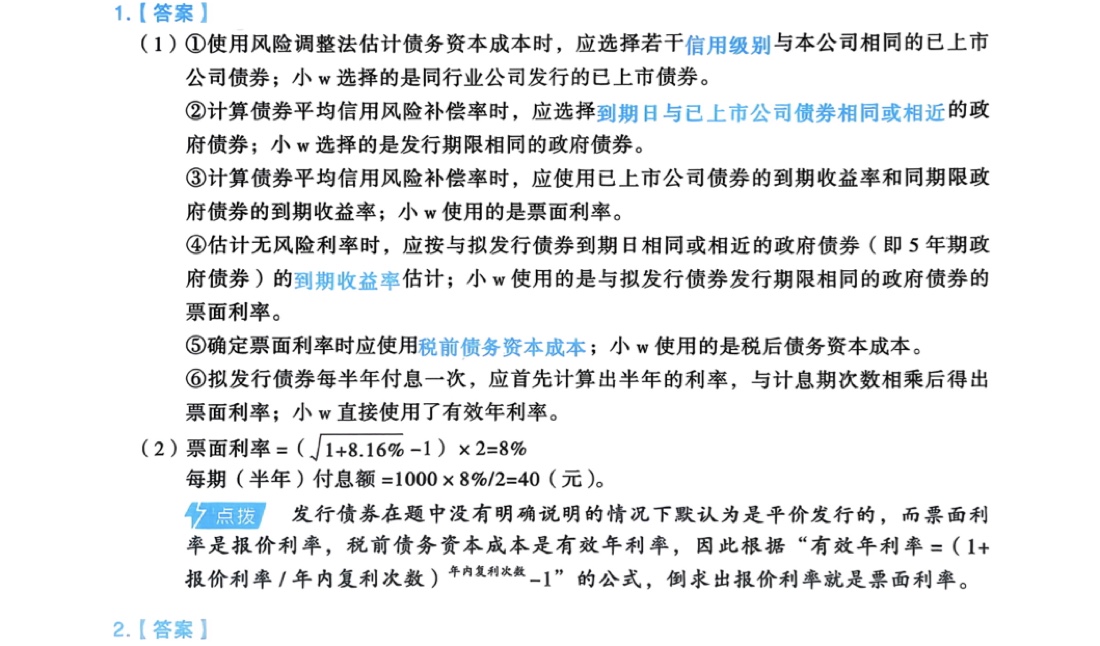 1.【答案】
（1）①使用风险调整法估计债务资本成本时，应选择若干信用级别与本公司相同的已上市
公司债券；小 w 选择的是同行业公司发行的已上市债券。
②计算债券平均信用风险补偿率时，应选择到期日与已上市公司债券相同或相近的政
府债券；小 w 选择的是发行期限相同的政府债券。
③计算债券平均信用风险补偿率时，应使用已上市公司债券的到期收益率和同期限政
府债券的到期收益率；小 w 使用的是票面利率。
④估计无风险利率时，应按与拟发行债券到期日相同或相近的政府债券（即 5 年期政
府债券）的到期收益率估计；小 w 使用的是与拟发行债券发行期限相同的政府债券的
票面利率。
⑤确定票面利率时应使用税前债务资本成本；小 w 使用的是税后债务资本成本。
⑥拟发行债券每半年付息一次，应首先计算出半年的利率，与计息期次数相乘后得出
票面利率；小 w 直接使用了有效年利率。
（2）票面利率 =（√1+8.16% -1）× 2=8%
每期（半年）付息额 =1000 × 8%/2=40（元）。
点拨 发行债券在题中没有明确说明的情况下默认为是平价发行的，而票面利
率是报价利率，税前债务资本成本是有效年利率，因此根据“有效年利率 =（1+
报价利率 / 年内复利次数）年内复利次数 -1”的公式，倒求出报价利率就是票面利率。
2.【答案】